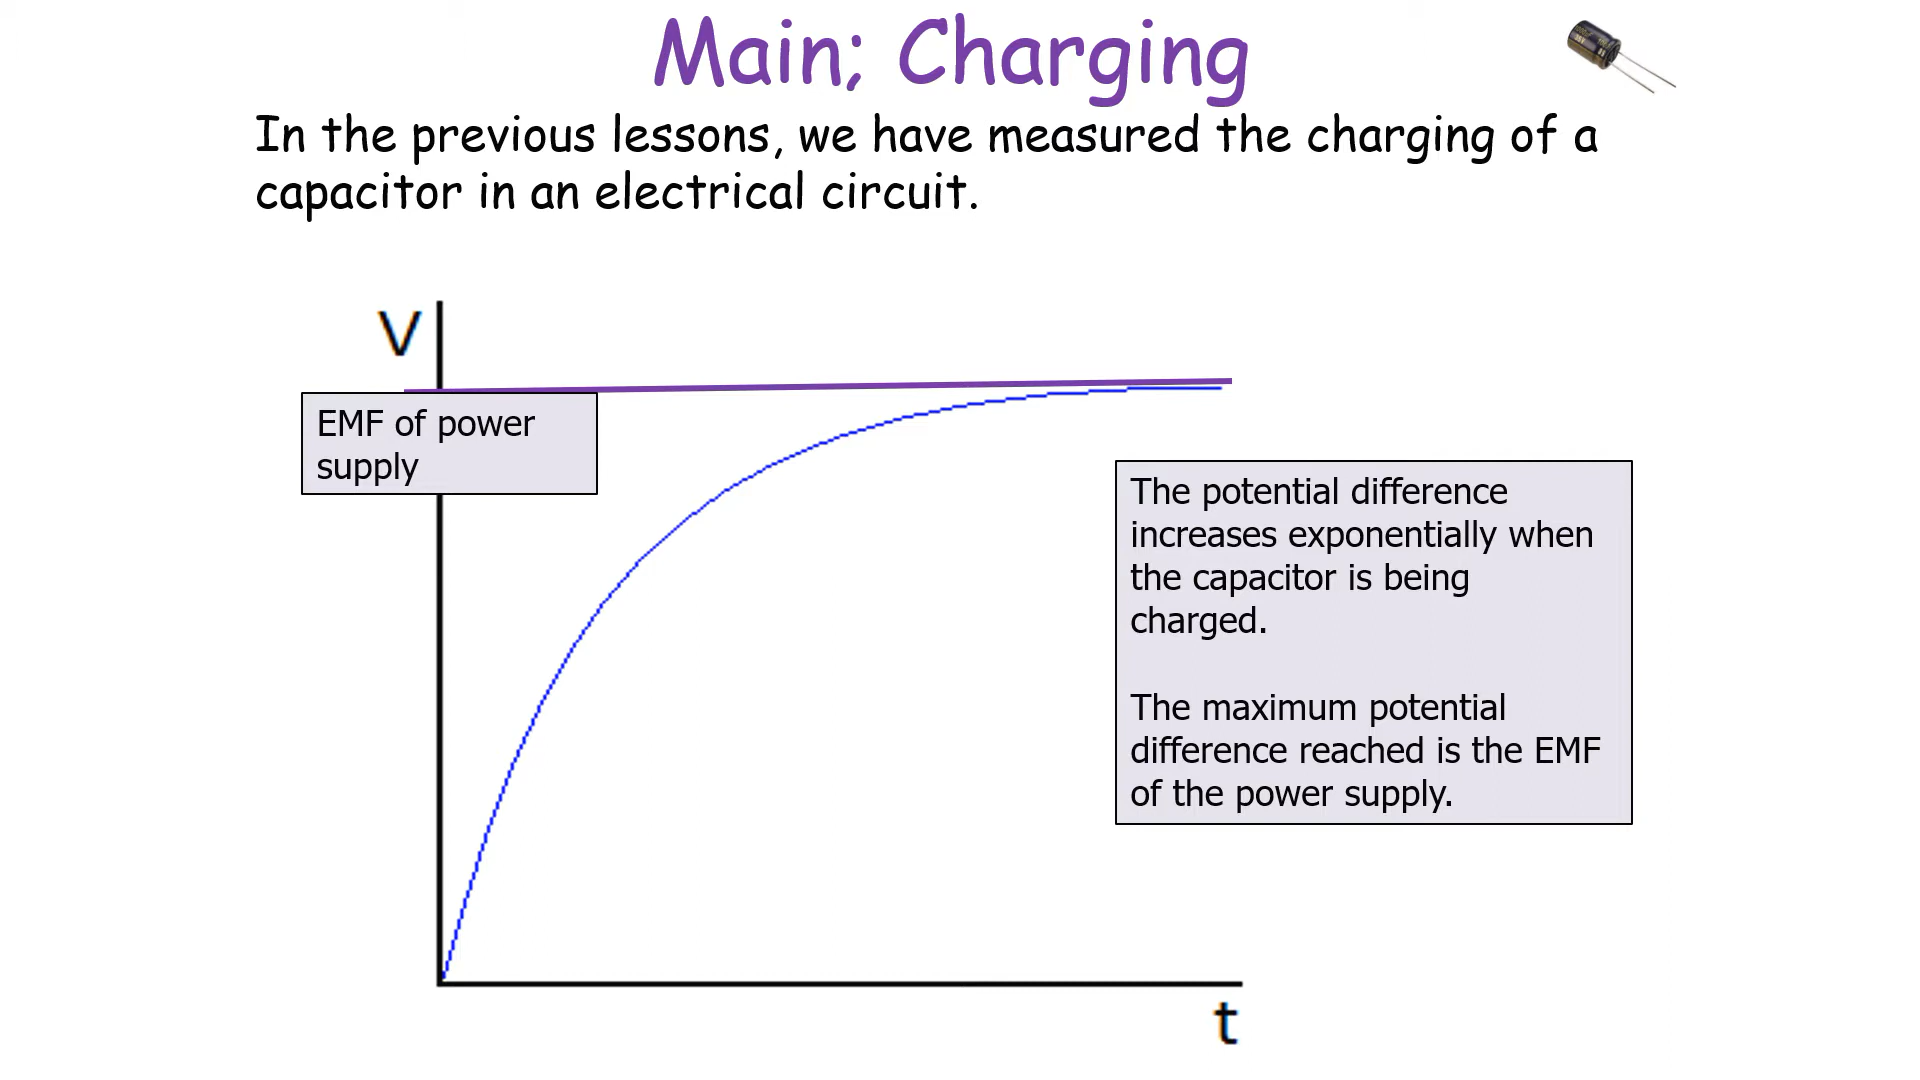 Main; Charging
In the previous lessons, we have measured the charging of a
capacitor in an electrical circuit.
V
EMF of power
supply
The potential difference
increases exponentially when
the capacitor is being
charged.
The maximum potential
difference reached is the EMF
of the power supply.
t